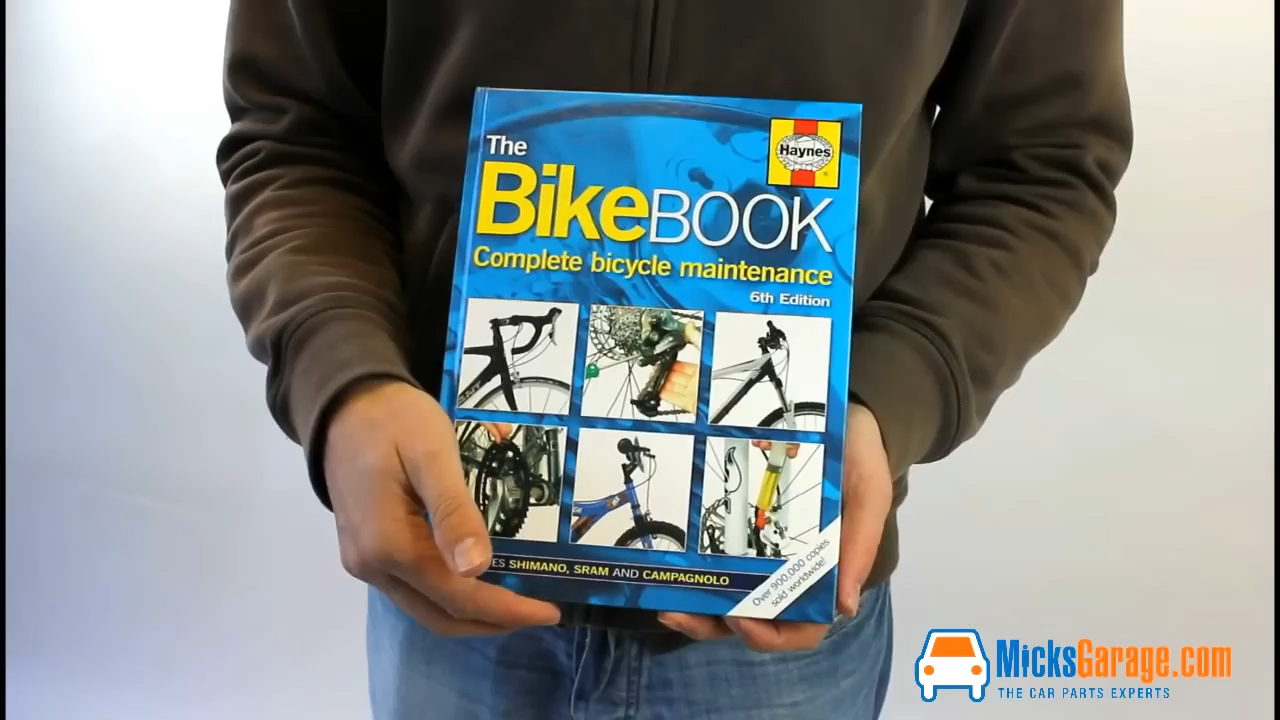 The
Haynes
BikeBOOK
Complete bicycle maintenance
6th Edition
SHIMANO, SRAM AND CAMPAGNOLO
Over 900,000 copies
sold worldwide!
MicksGarage.com
THE CAR PARTS EXPERTS